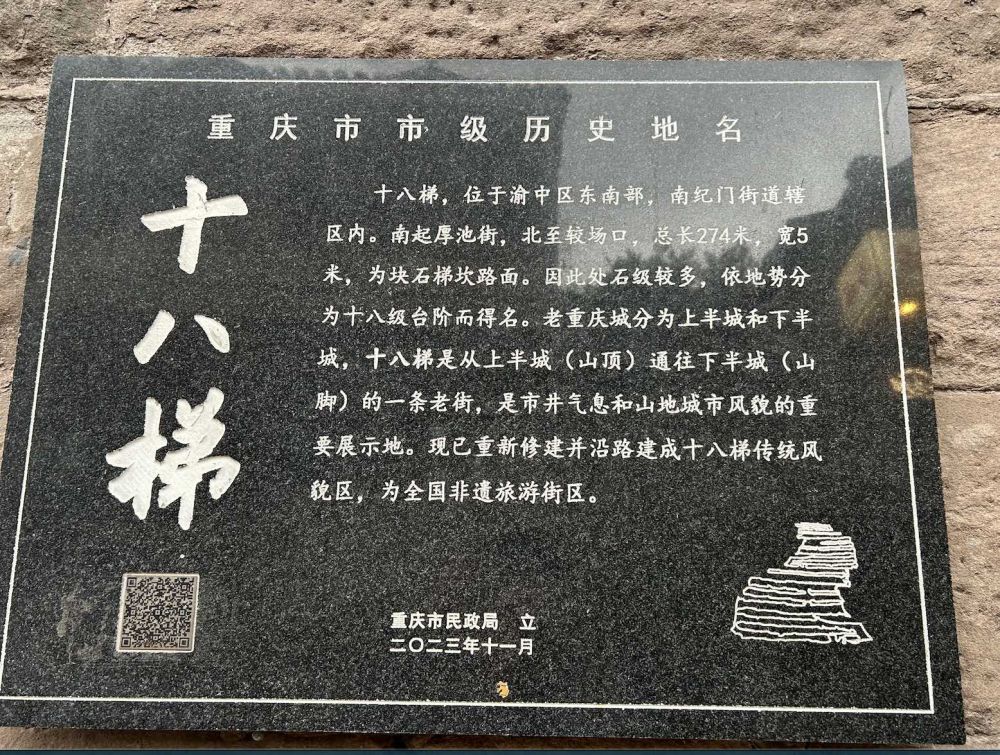 重庆市市级历史地名
十八梯
十八梯，位于渝中区东南部，南纪门街道辖
区内。南起厚池街，北至较场口，总长274米，宽5
米，为块石梯坎路面。因此处石级较多，依地势分
为十八级台阶而得名。老重庆城分为上半城和下半
城，十八梯是从上半城（山顶）通往下半城（山
脚）的一条老街，是市井气息和山地城市风貌的重
要展示地。现已重新修建并沿路建成十八梯传统风
貌区，为全国非遗旅游街区。
重庆市民政局 立
二〇二三年十一月